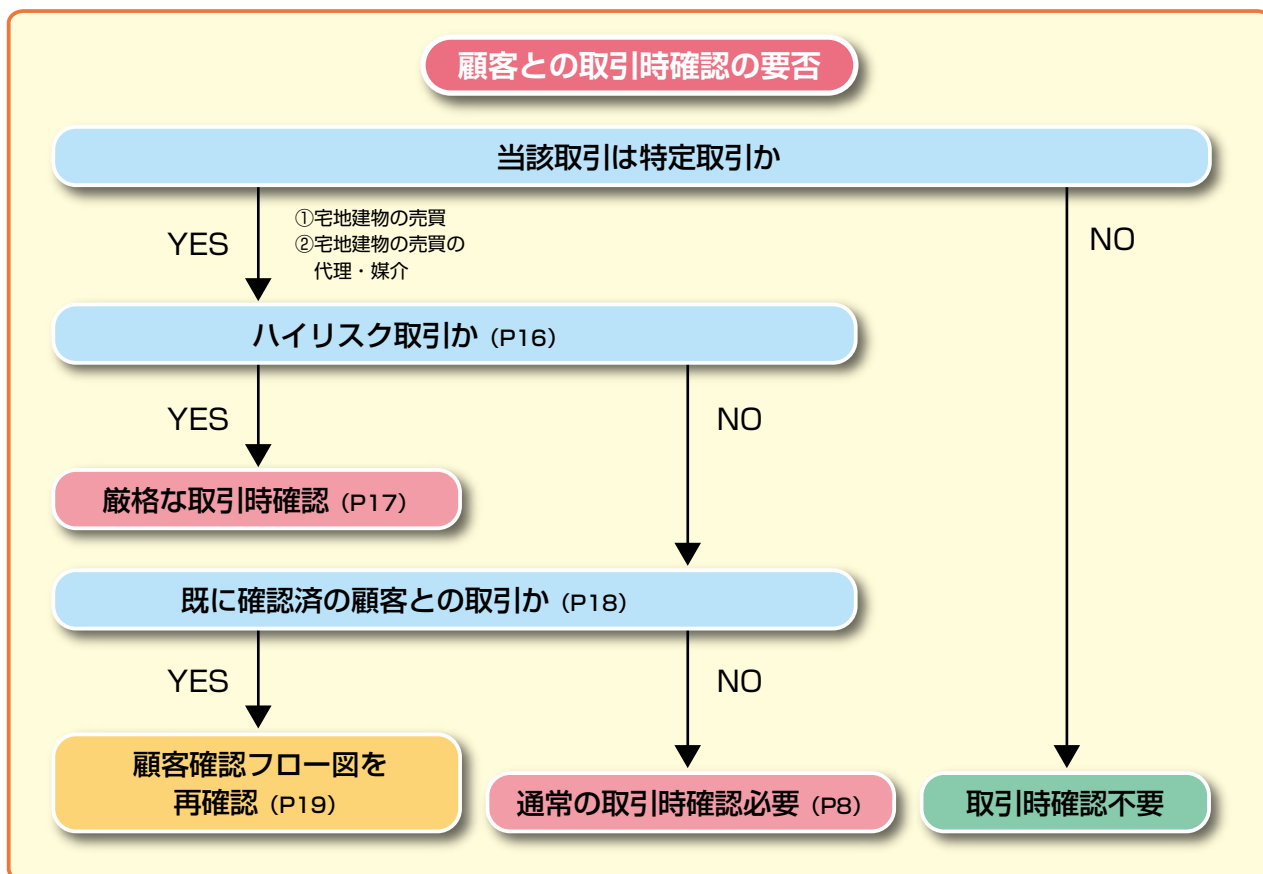 顧客との取引時確認の要否
当該取引は特定取引か
YES
①宅地建物の売買
②宅地建物の売買の
代理・媒介
NO
ハイリスク取引か（P16）
YES
NO
厳格な取引時確認（P17）
既に確認済の顧客との取引か（P18）
YES
NO
顧客確認フロー図を
再確認（P19）
通常の取引時確認必要（P8）
取引時確認不要